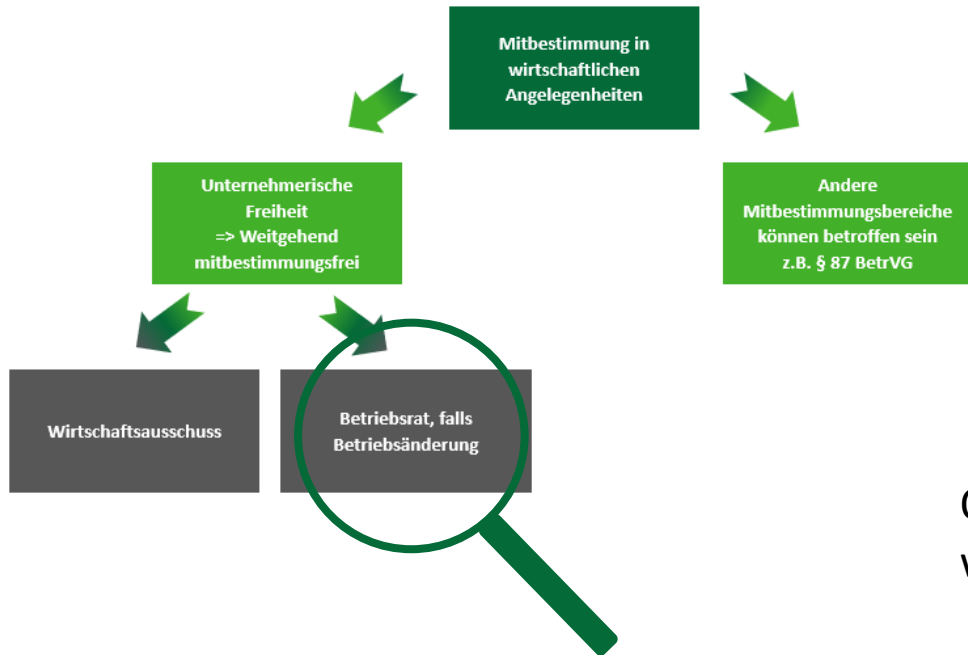 Mitbestimmung in
wirtschaftlichen
Angelegenheiten
Unternehmerische
Freiheit
=> Weitgehend
mitbestimmungsfrei
Andere
Mitbestimmungsbereiche
können betroffen sein
z.B. § 87 BetrVG
Wirtschaftsausschuss
Betriebsrat, falls
Betriebsänderung